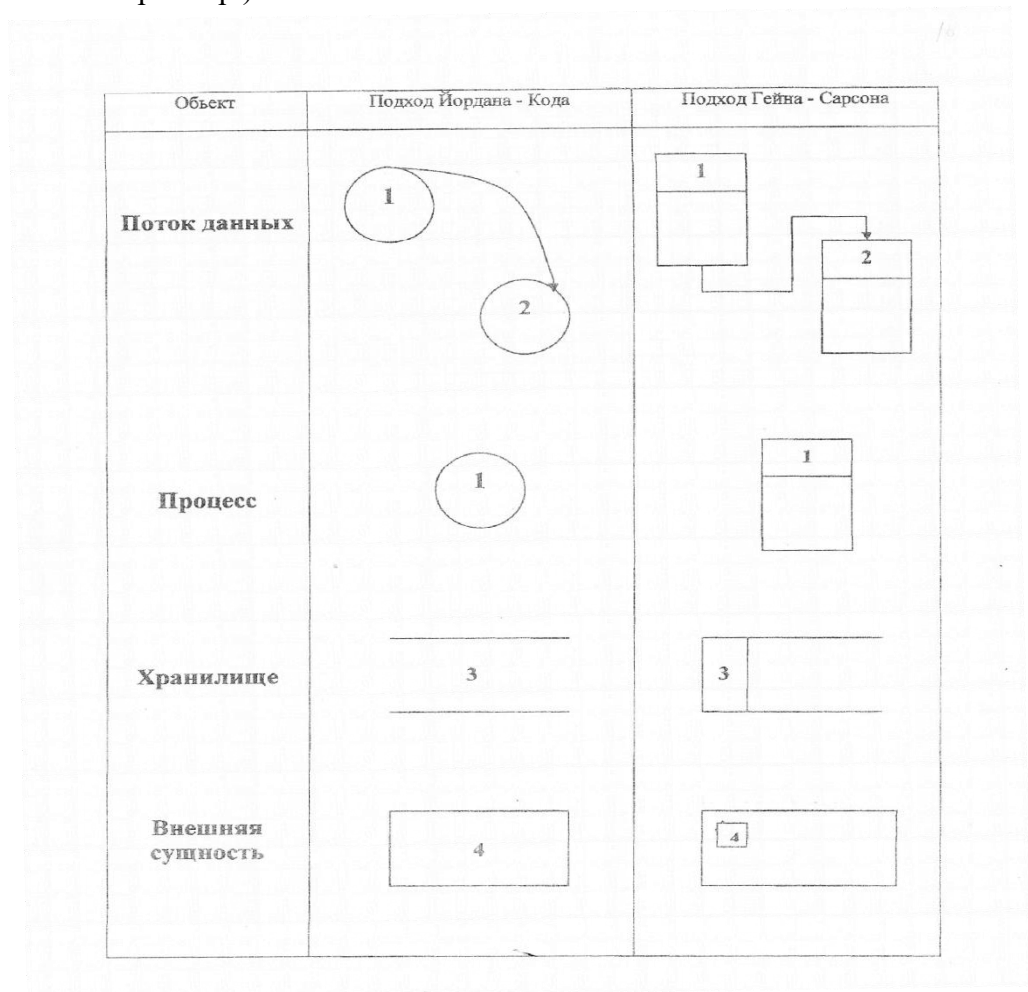 Объект
Подход Йордана - Кода
Подход Гейна - Сарсона
Поток данных
1
2
1
2
Процесс
1
1
Хранилище
3
3
Внешняя
сущность
4
4